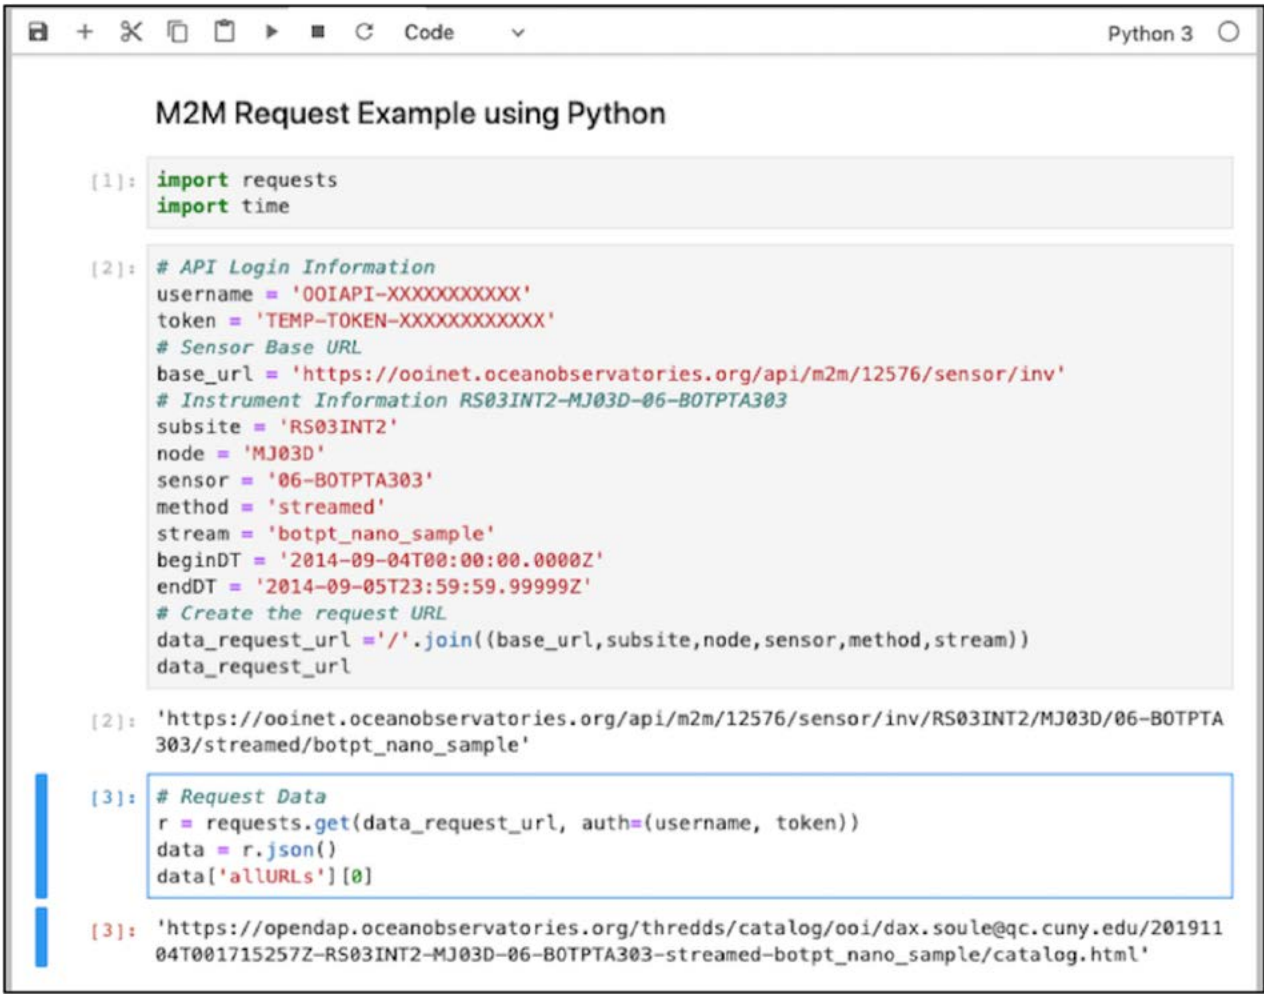 Code
Python 3
M2M Request Example using Python
[1]: import requests
import time
[2]: # API Login Information
username = 'OOIAPI-XXXXXXXXXXX'
token = 'TEMP-TOKEN-XXXXXXXXXXXX'
# Sensor Base URL
base_url = 'https://ooinet.oceanobservatories.org/api/m2m/12576/sensor/inv'
# Instrument Information RS03INT2-MJ03D-06-BOTPTA303
subsite = 'RS03INT2'
node = 'MJ03D'
sensor = '06-BOTPTA303'
method = 'streamed'
stream = 'botpt_nano_sample'
beginDT = '2014-09-04T00:00:00.0000Z'
endDT = '2014-09-05T23:59:59.99999Z'
# Create the request URL
data_request_url ='/'.join((base_url,subsite,node,sensor,method,stream))
data_request_url
[2]: 'https://ooinet.oceanobservatories.org/api/m2m/12576/sensor/inv/RS03INT2/MJ03D/06-BOTPTA
303/streamed/botpt_nano_sample'
[3]: # Request Data
r = requests.get(data_request_url, auth=(username, token))
data = r.json()
data['allURLs'][0]
[3]: 'https://opendap.oceanobservatories.org/thredds/catalog/ooi/dax.soule@qc.cuny.edu/201911
04T001715257Z-RS03INT2-MJ03D-06-BOTPTA303-streamed-botpt_nano_sample/catalog.html'